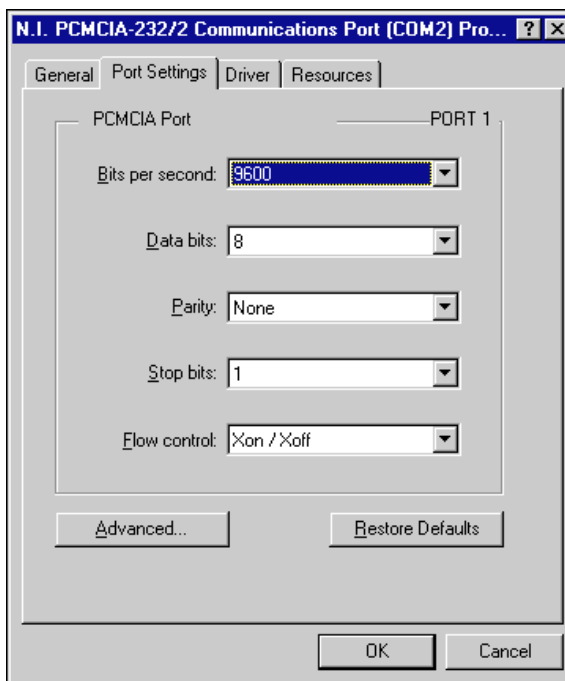 N.I. PCMCIA-232/2 Communications Port (COM2) Pro... ? X
General Port Settings Driver Resources
PCMCIA Port PORT 1
Bits per second: 9600
Data bits: 8
Parity: None
Stop bits: 1
Flow control: Xon / Xoff
Advanced... Restore Defaults
OK Cancel